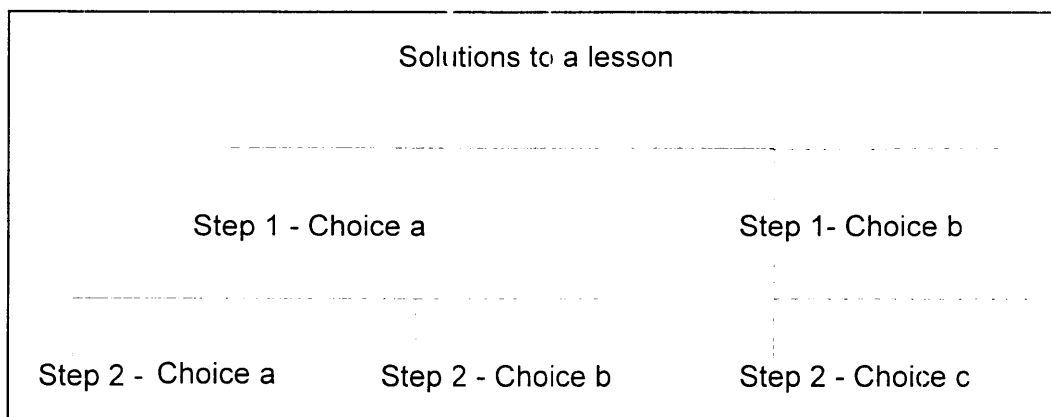 Solutions to a lesson
Step 1 - Choice a Step 1- Choice b
Step 2 - Choice a Step 2 - Choice b Step 2 - Choice c